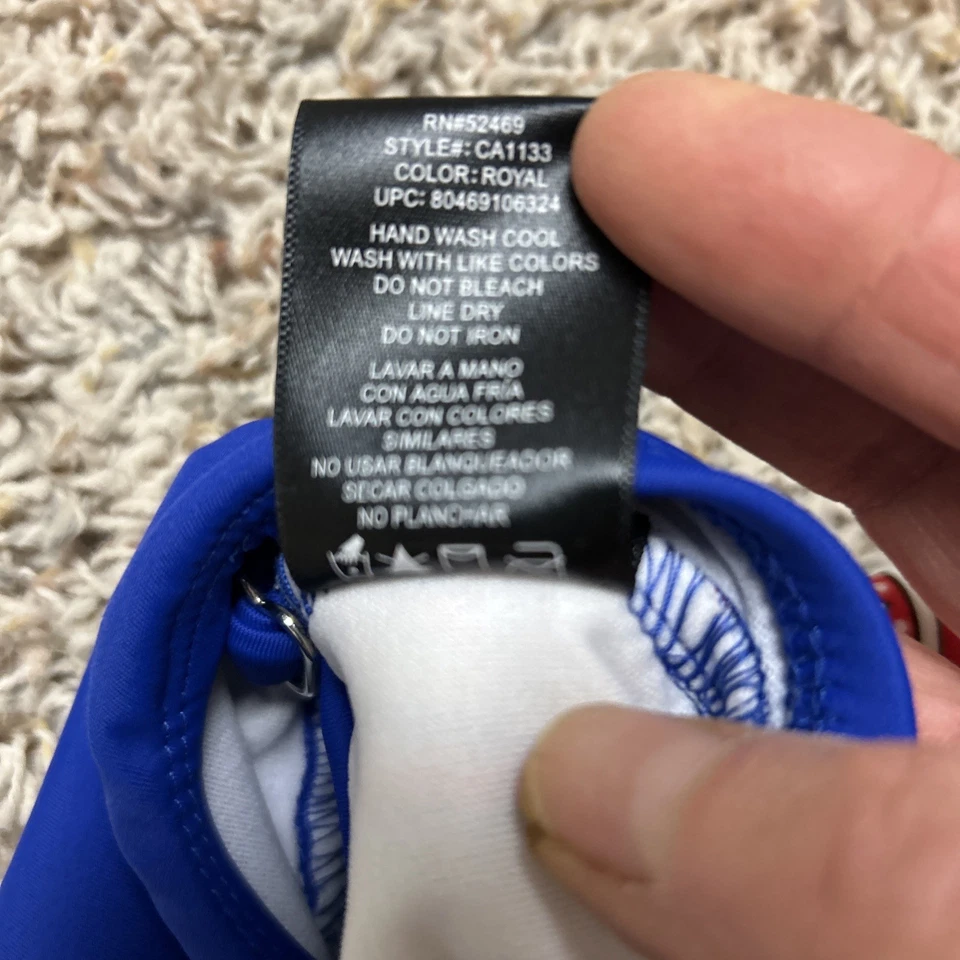 RN#52469
STYLE#: CA1133
COLOR: ROYAL
UPC: 80469106324
HAND WASH COOL
WASH WITH LIKE COLORS
DO NOT BLEACH
LINE DRY
DO NOT IRON
LAVAR A MANO
CON AGUA FRÍA
LAVAR CON COLORES
SIMILARES
NO USAR BLANQUEADOR
SECAR COLGADO
NO PLANCHAR